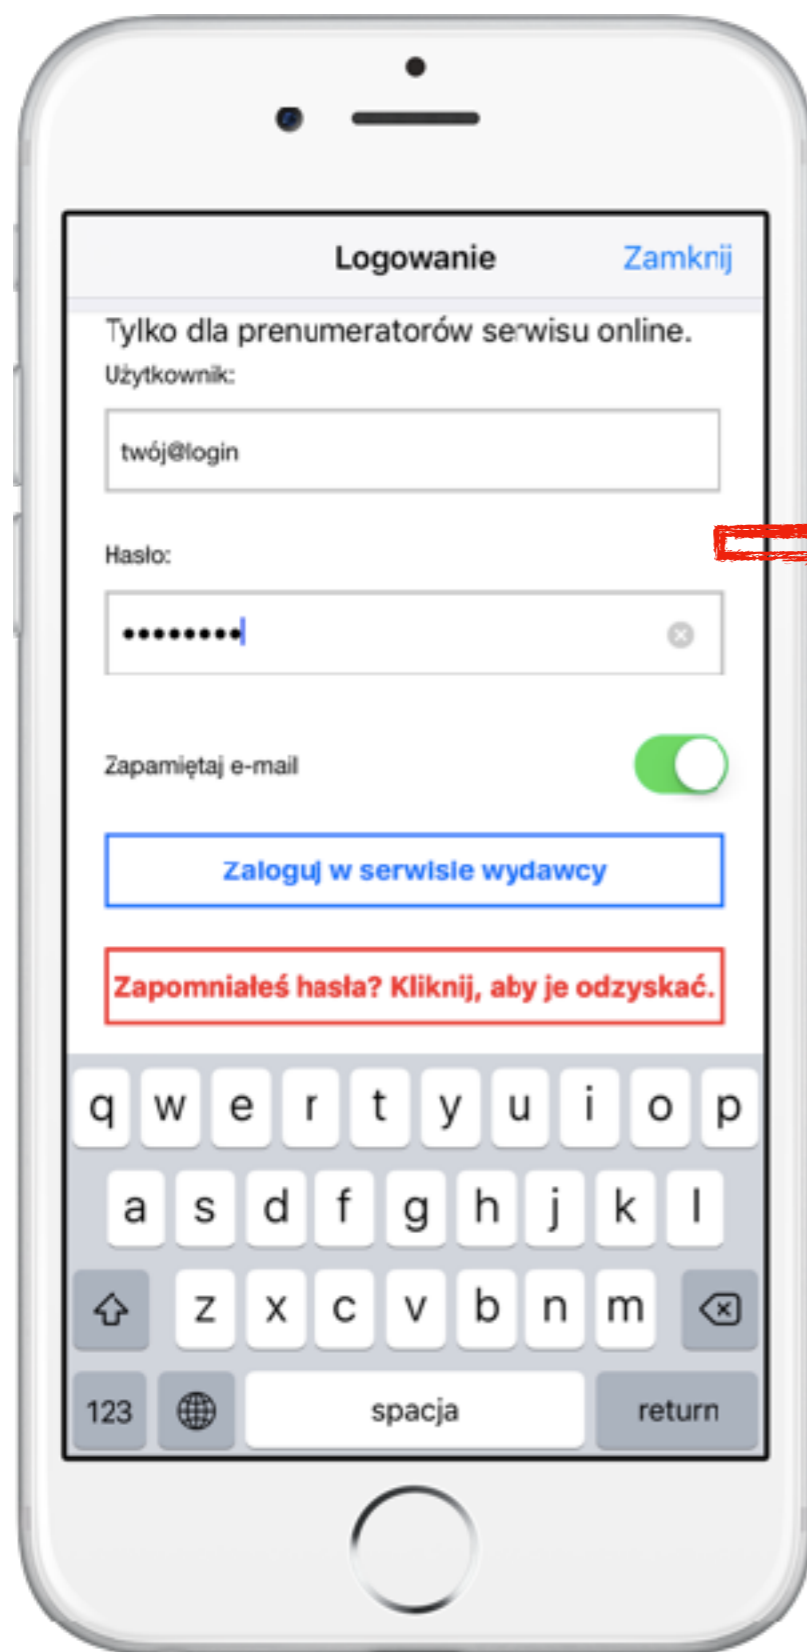 Logowanie Zamknij
Tylko dla prenumeratorów serwisu online.
Użytkownik:
twój@login
Hasło:
Zapamiętaj e-mail
Zaloguj w serwisie wydawcy
Zapomniałeś hasła? Kliknij, aby je odzyskać.
q w e r t y u i o p
a s d f g h j k l
z x c v b n m
123 spacja return